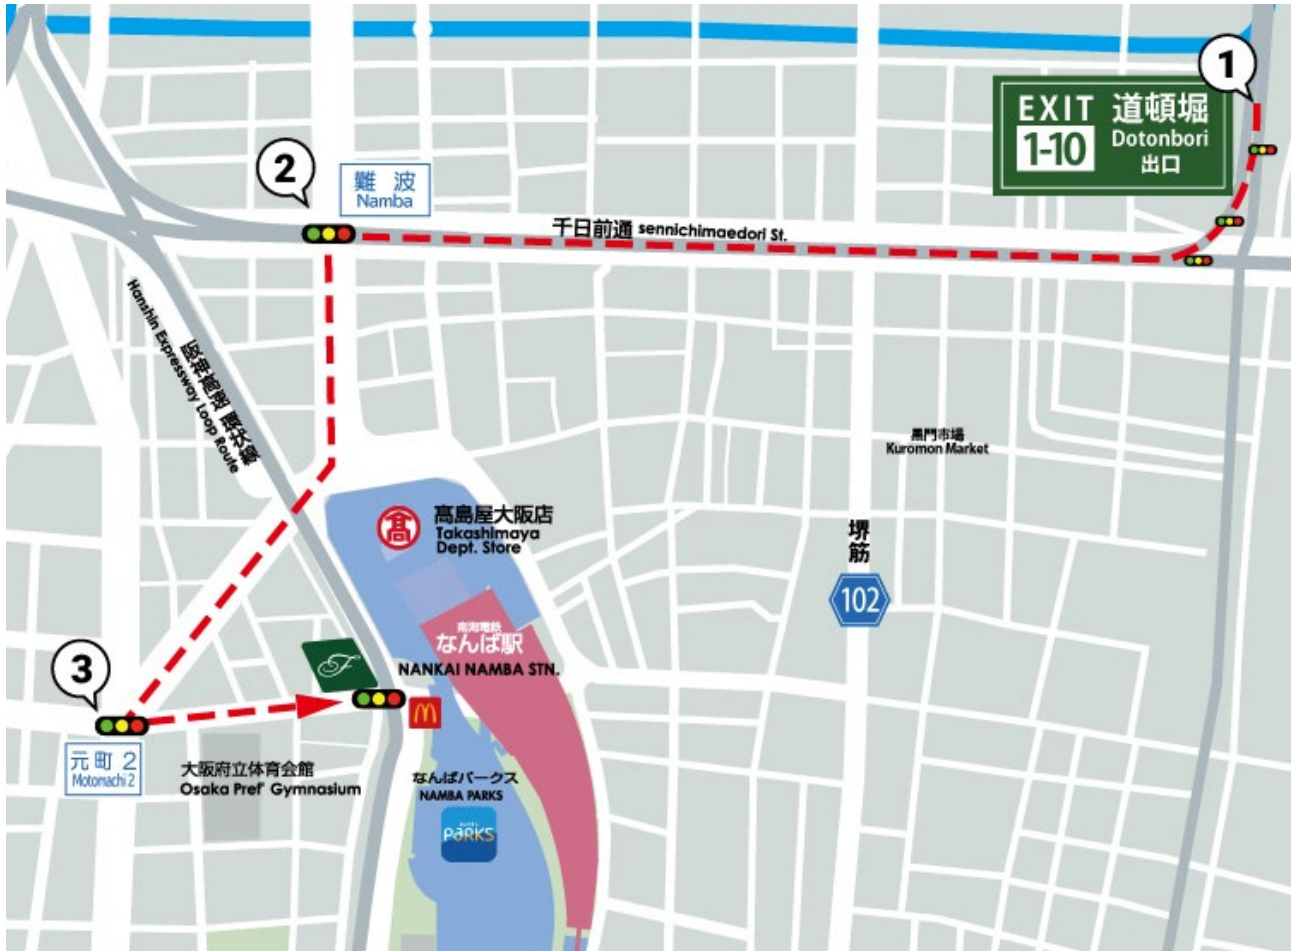 1
EXIT
1-10
道頓堀
Dotonbori
出口
2
難波
Namba
千日前通 sennichimaedori St.
阪神高速 環状線
Hanshin Expressway Loop Route
黒門市場
Kuromon Market
髙
髙島屋大阪店
Takashimaya
Dept. Store
堺筋
102
南海電鉄
なんば駅
NANKAI NAMBA STN.
F
3
元町2
Motomachi 2
大阪府立体育会館
Osaka Pref' Gymnasium
なんばパークス
NAMBA PARKS
PARKS